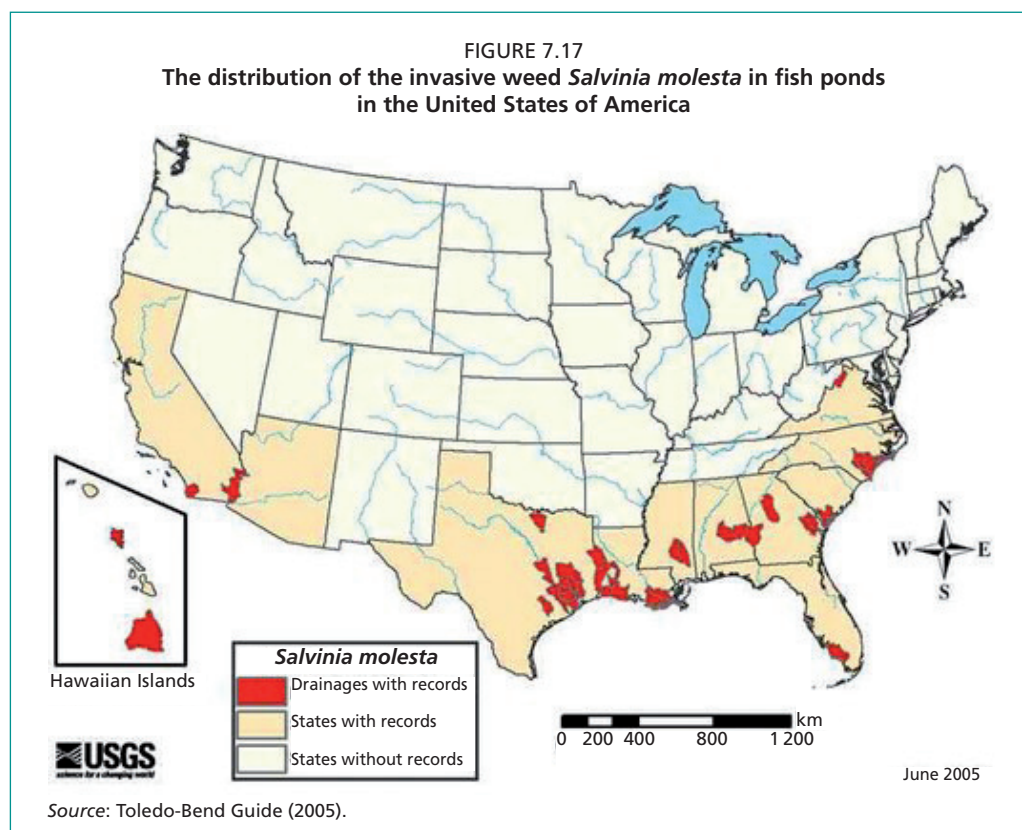 FIGURE 7.17
The distribution of the invasive weed Salvinia molesta in fish ponds
in the United States of America
N
W E
S
Hawaiian Islands
Salvinia molesta
Drainages with records
States with records
States without records
km
0 200 400 800 1 200
USGS
science for a changing world
June 2005
Source: Toledo-Bend Guide (2005).